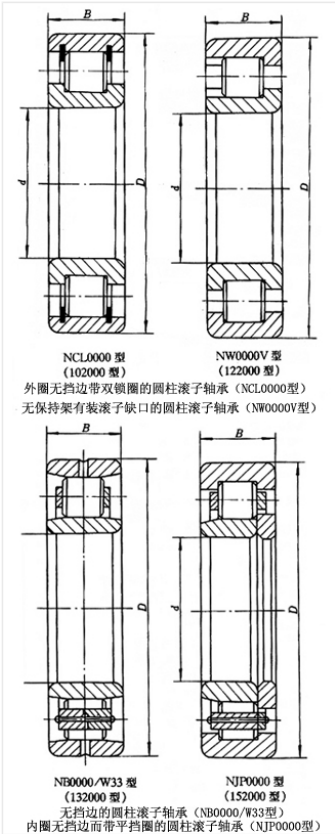 B
B
d
D
d
D
NCL0000 型
NW0000V 型
(102000 型)
(122000 型)
外圈无挡边带双锁圈的圆柱滚子轴承（NCL0000型）
无保持架有装滚子缺口的圆柱滚子轴承（NW0000V型）
B
B
D
d
D
NB0000/W33 型
NJP0000 型
(132000 型)
(152000 型)
无挡边的圆柱滚子轴承（NB0000/W33型）
内圈无挡边而带平挡圈的圆柱滚子轴承（NJP0000型）